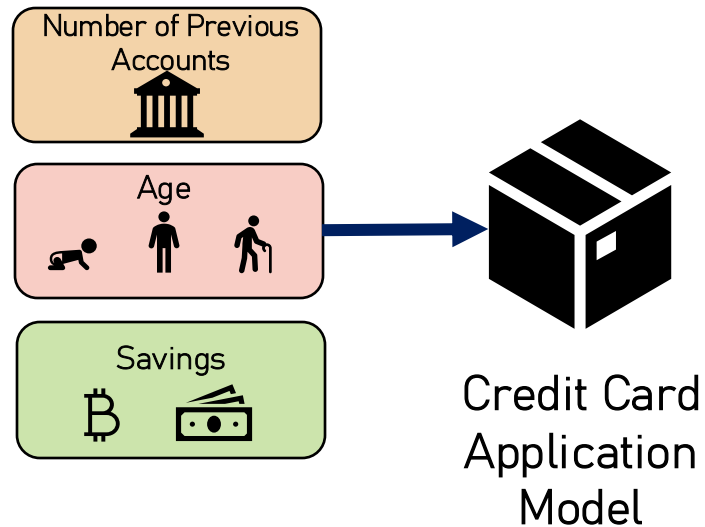 Number of Previous
Accounts
Age
Savings
Credit Card
Application
Model